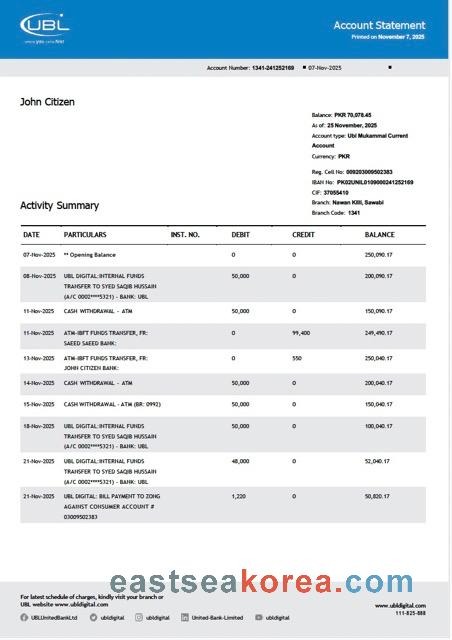 UBL
where you come first
Account Statement
Printed on November 7, 2025
Account Number: 1341-241252169 ■ 07-Nov-2025 ■
John Citizen
Balance: PKR 70,078.45
As of: 25 November, 2025
Account type: Ubl Mukammal Current
Account
Currency: PKR
Reg. Cell No: 009203009502383
IBAN No: PK02UNIL0109000241252169
CIF: 37055410
Branch: Nawan Killi, Sawabi
Branch Code: 1341
Activity Summary
DATE PARTICULARS INST. NO. DEBIT CREDIT BALANCE
07-Nov-2025 ** Opening Balance 0 0 250,090.17
08-Nov-2025 UBL DIGITAL:INTERNAL FUNDS 50,000 0 200,090.17
TRANSFER TO SYED SAQIB HUSSAIN
(A/C 0002****5321) - BANK: UBL
11-Nov-2025 CASH WITHDRAWAL - ATM 50,000 0 150,090.17
11-Nov-2025 ATM-IBFT FUNDS TRANSFER, FR: 0 99,400 249,490.17
SAEED SAEED BANK:
13-Nov-2025 ATM-IBFT FUNDS TRANSFER, FR: 0 550 250,040.17
JOHN CITIZEN BANK:
14-Nov-2025 CASH WITHDRAWAL - ATM 50,000 0 200,040.17
15-Nov-2025 CASH WITHDRAWAL - ATM (BR: 0992) 50,000 0 150,040.17
18-Nov-2025 UBL DIGITAL:INTERNAL FUNDS 50,000 0 100,040.17
TRANSFER TO SYED SAQIB HUSSAIN
(A/C 0002****5321) - BANK: UBL
21-Nov-2025 UBL DIGITAL:INTERNAL FUNDS 48,000 0 52,040.17
TRANSFER TO SYED SAQIB HUSSAIN
(A/C 0002****5321) - BANK: UBL
21-Nov-2025 UBL DIGITAL: BILL PAYMENT TO ZONG 1,220 0 50,820.17
AGAINST CONSUMER ACCOUNT #
03009502383
eastseakorea.com
For latest schedule of charges, kindly visit your branch or
UBL website www.ubldigital.com
UBLUnitedBankLtd ubldigital ubldigital United-Bank-Limited ubldigital
www.ubldigital.com
111-825-888